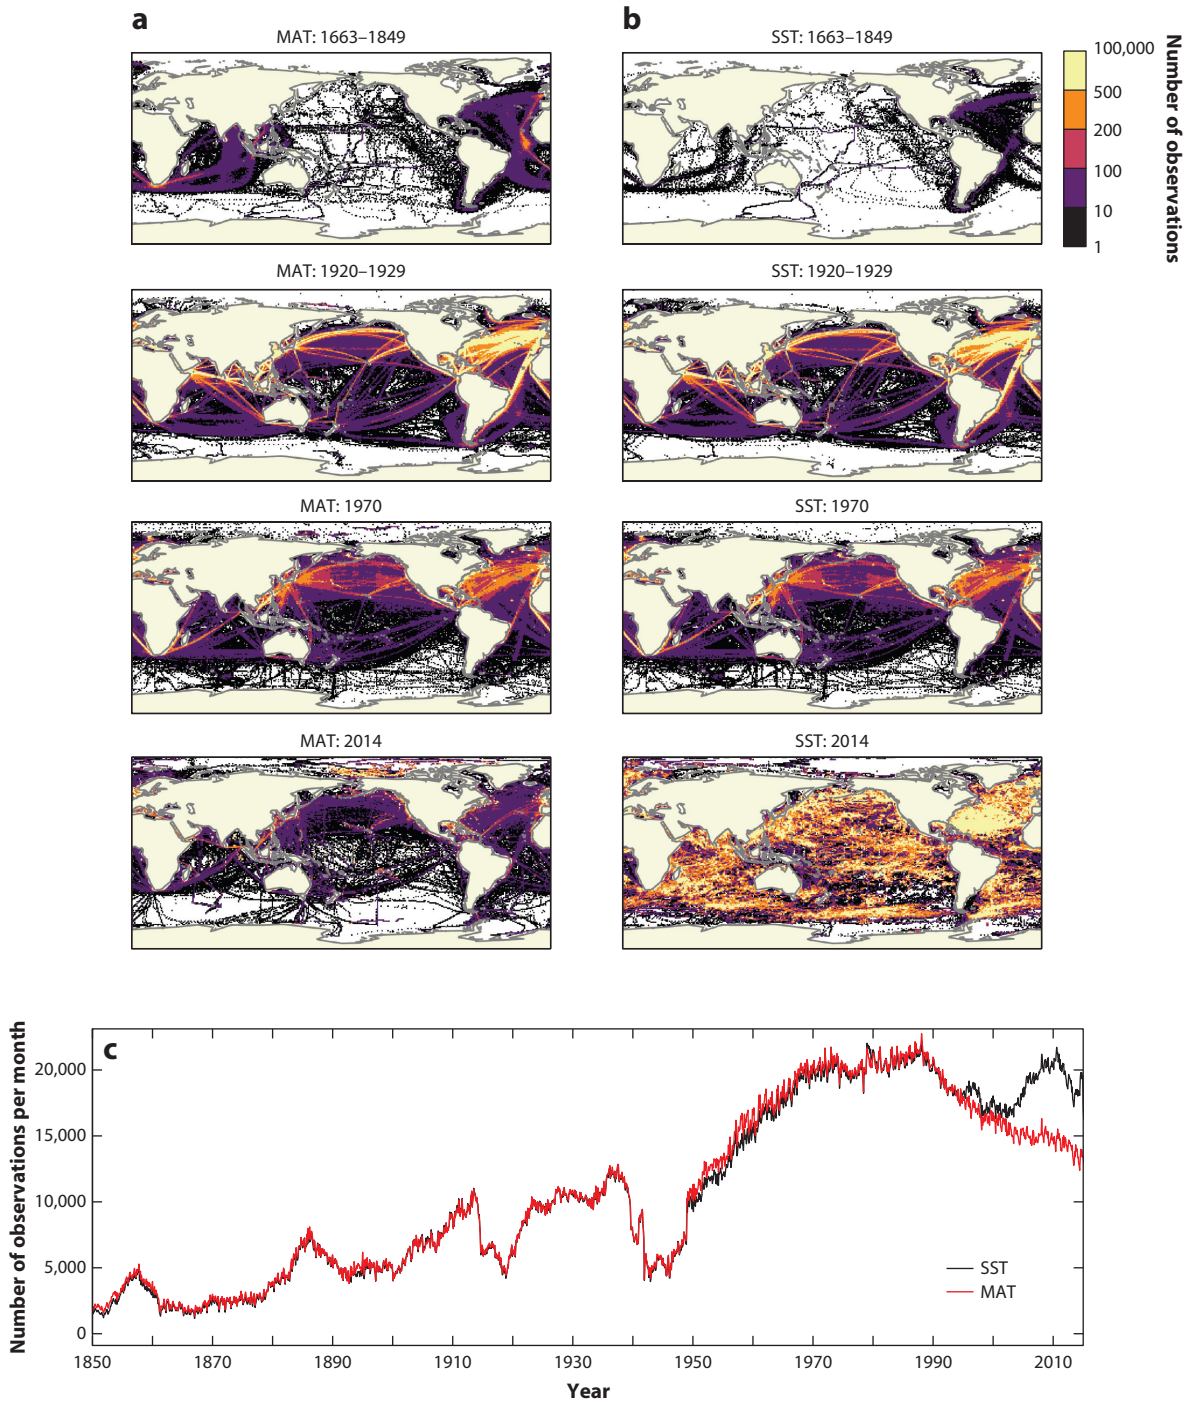 a
b
MAT: 1663–1849
SST: 1663–1849
100,000
500
200
100
10
1
Number of observations
MAT: 1920–1929
SST: 1920–1929
MAT: 1970
SST: 1970
MAT: 2014
SST: 2014
c
Number of observations per month
20,000
15,000
10,000
5,000
0
SST
MAT
1850
1870
1890
1910
1930
1950
1970
1990
2010
Year